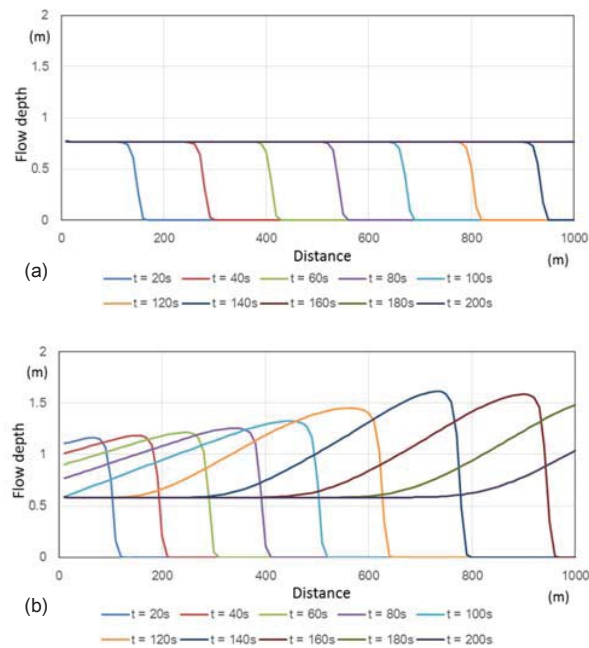 2
(m)
1.5
1
0.5
0
Flow depth
0 200 400 600 800 1000
Distance (m)
(a)
t = 20s t = 40s t = 60s t = 80s t = 100s
t = 120s t = 140s t = 160s t = 180s t = 200s
2
(m)
1.5
1
0.5
0
Flow depth
0 200 400 600 800 1000
Distance (m)
(b)
t = 20s t = 40s t = 60s t = 80s t = 100s
t = 120s t = 140s t = 160s t = 180s t = 200s